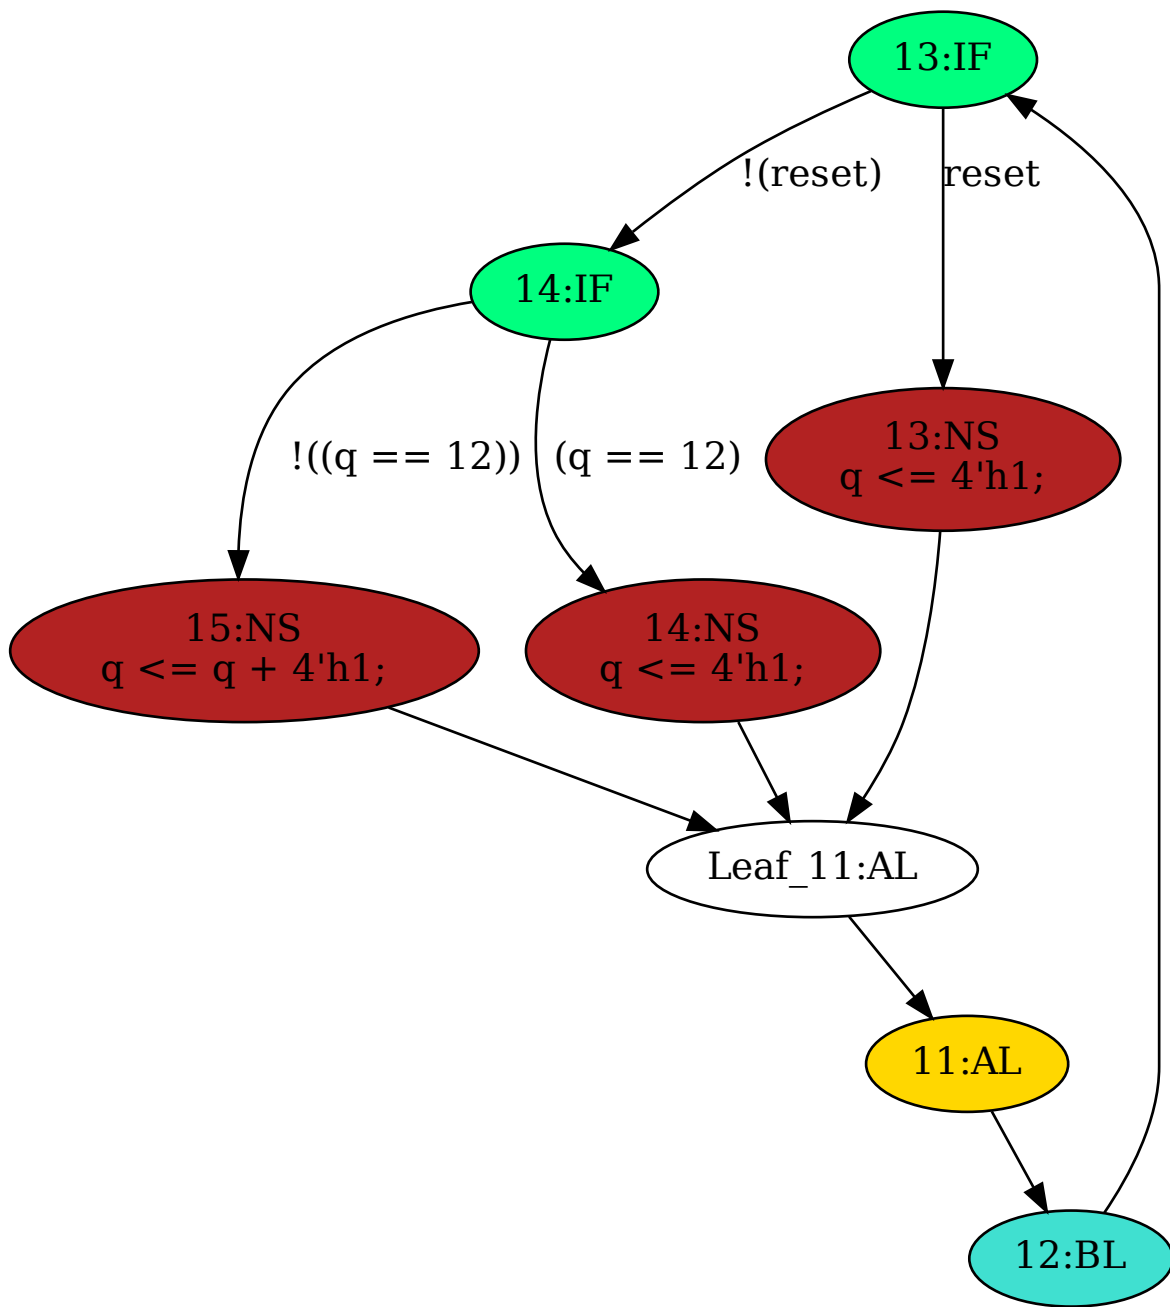 13:IF
!(reset)
reset
14:IF
13:NS
q <= 4'h1;
!((q == 12))
(q == 12)
15:NS
q <= q + 4'h1;
14:NS
q <= 4'h1;
Leaf_11:AL
11:AL
12:BL